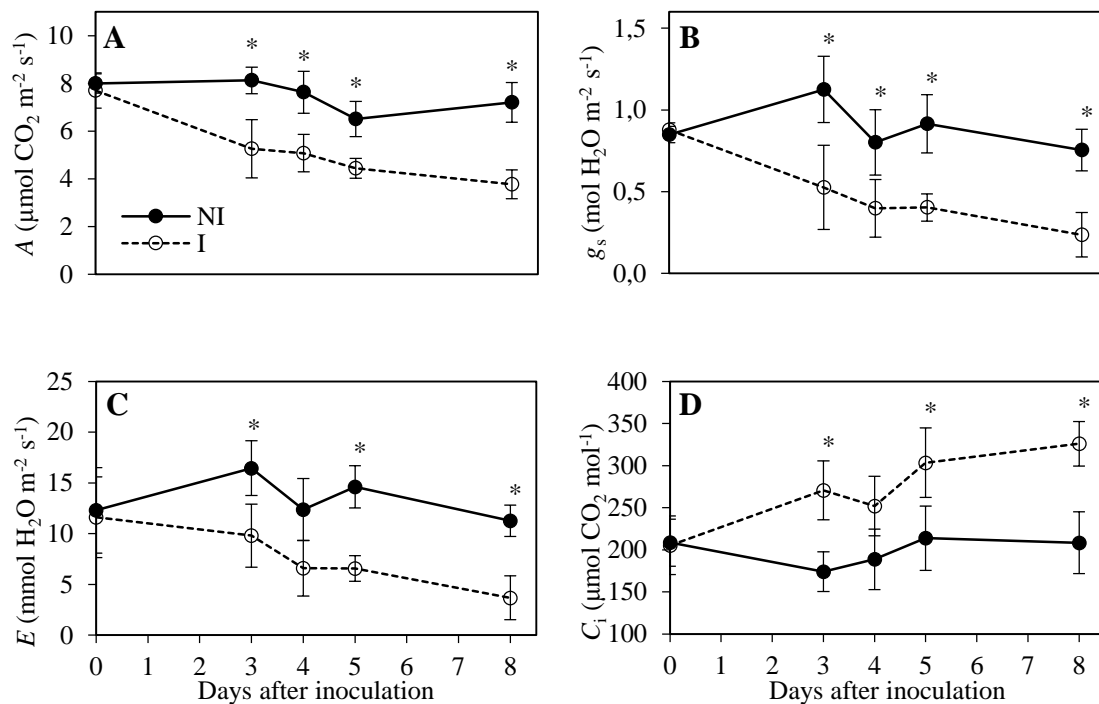 A
A (µmol CO₂ m⁻² s⁻¹)
10
8
6
4
2
0
* * * *
NI
I
B
gₛ (mol H₂O m⁻² s⁻¹)
1,5
1,0
0,5
0,0
* * * *
C
E (mmol H₂O m⁻² s⁻¹)
25
20
15
10
5
0
* * *
0 1 2 3 4 5 6 7 8
Days after inoculation
D
Cᵢ (µmol CO₂ mol⁻¹)
400
350
300
250
200
150
100
* * *
0 1 2 3 4 5 6 7 8
Days after inoculation